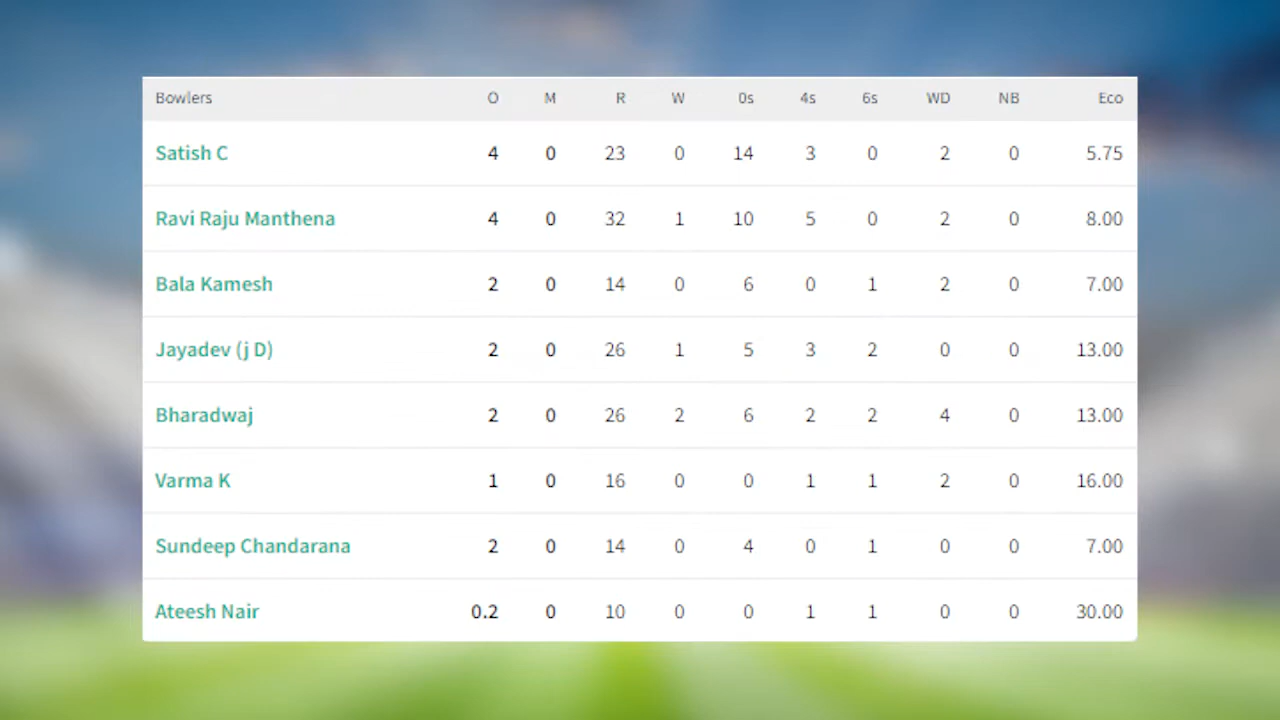 Bowlers O M R W 0s 4s 6s WD NB Eco
Satish C 4 0 23 0 14 3 0 2 0 5.75
Ravi Raju Manthena 4 0 32 1 10 5 0 2 0 8.00
Bala Kamesh 2 0 14 0 6 0 1 2 0 7.00
Jayadev (j D) 2 0 26 1 5 3 2 0 0 13.00
Bharadwaj 2 0 26 2 6 2 2 4 0 13.00
Varma K 1 0 16 0 0 1 1 2 0 16.00
Sundeep Chandarana 2 0 14 0 4 0 1 0 0 7.00
Ateesh Nair 0.2 0 10 0 0 1 1 0 0 30.00